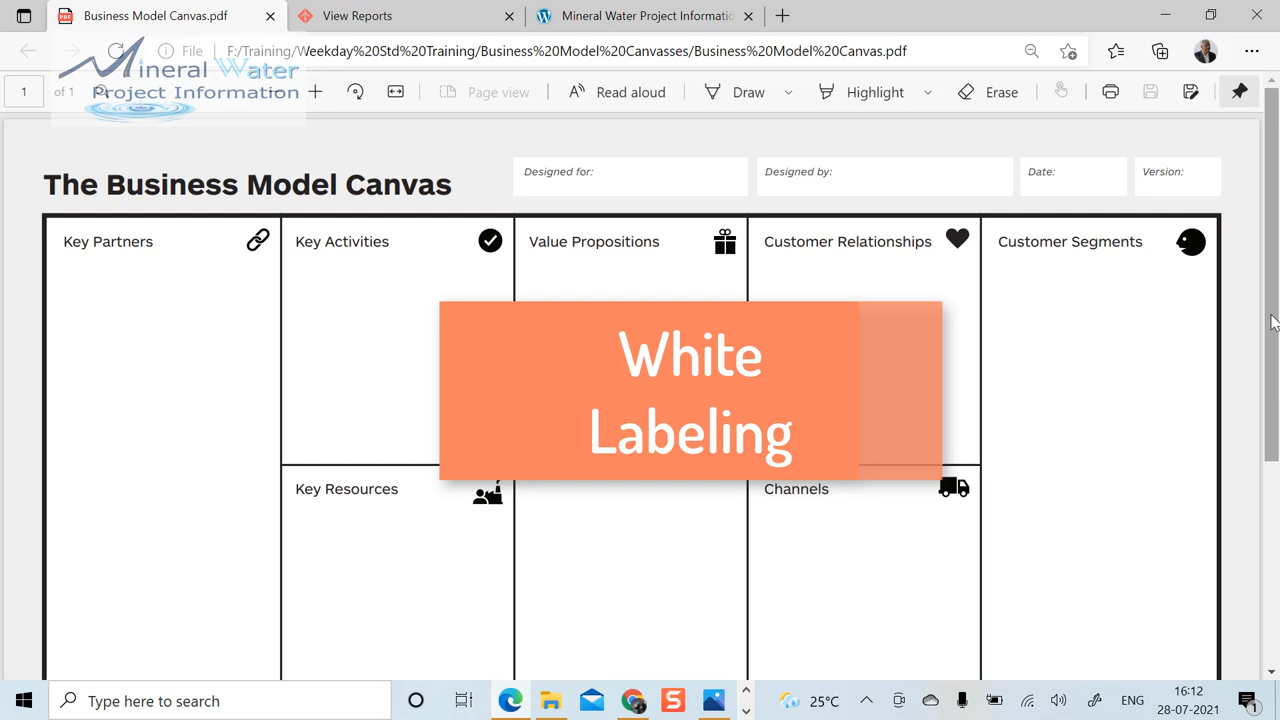 Business Model Canvas.pdf
View Reports
Mineral Water Project Informatic
File
F:/Training/Weekday%20Std%20Training/Business%20Model%20Canvasses/Business%20Model%20Canvas.pdf
Mineral Water
Project Information
1 of 1
Page view
Read aloud
Draw
Highlight
Erase
The Business Model Canvas
Designed for:
Designed by:
Date:
Version:
Key Partners
Key Activities
Value Propositions
Customer Relationships
Customer Segments
White
Labeling
Key Resources
Channels
Type here to search
25°C
ENG
16:12
28-07-2021
1